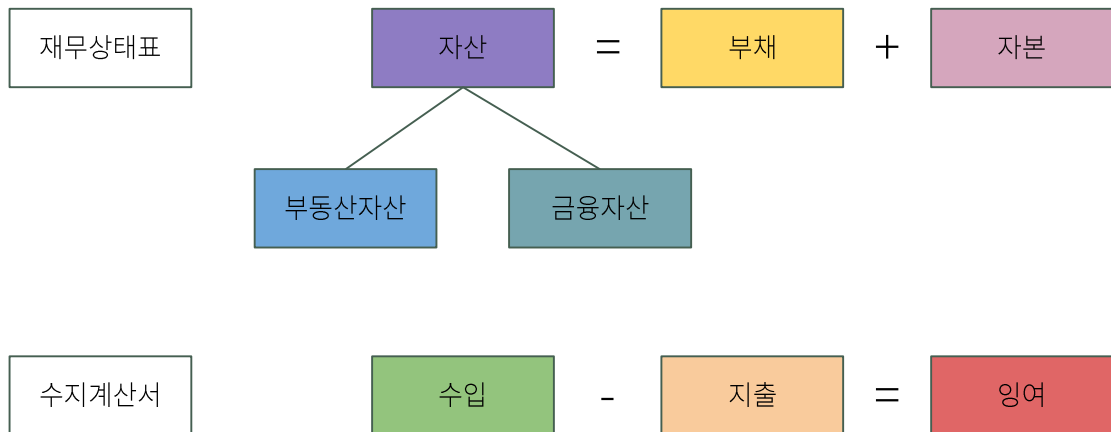 재무상태표 자산 = 부채 + 자본
부동산자산 금융자산
수지계산서 수입 - 지출 = 잉여